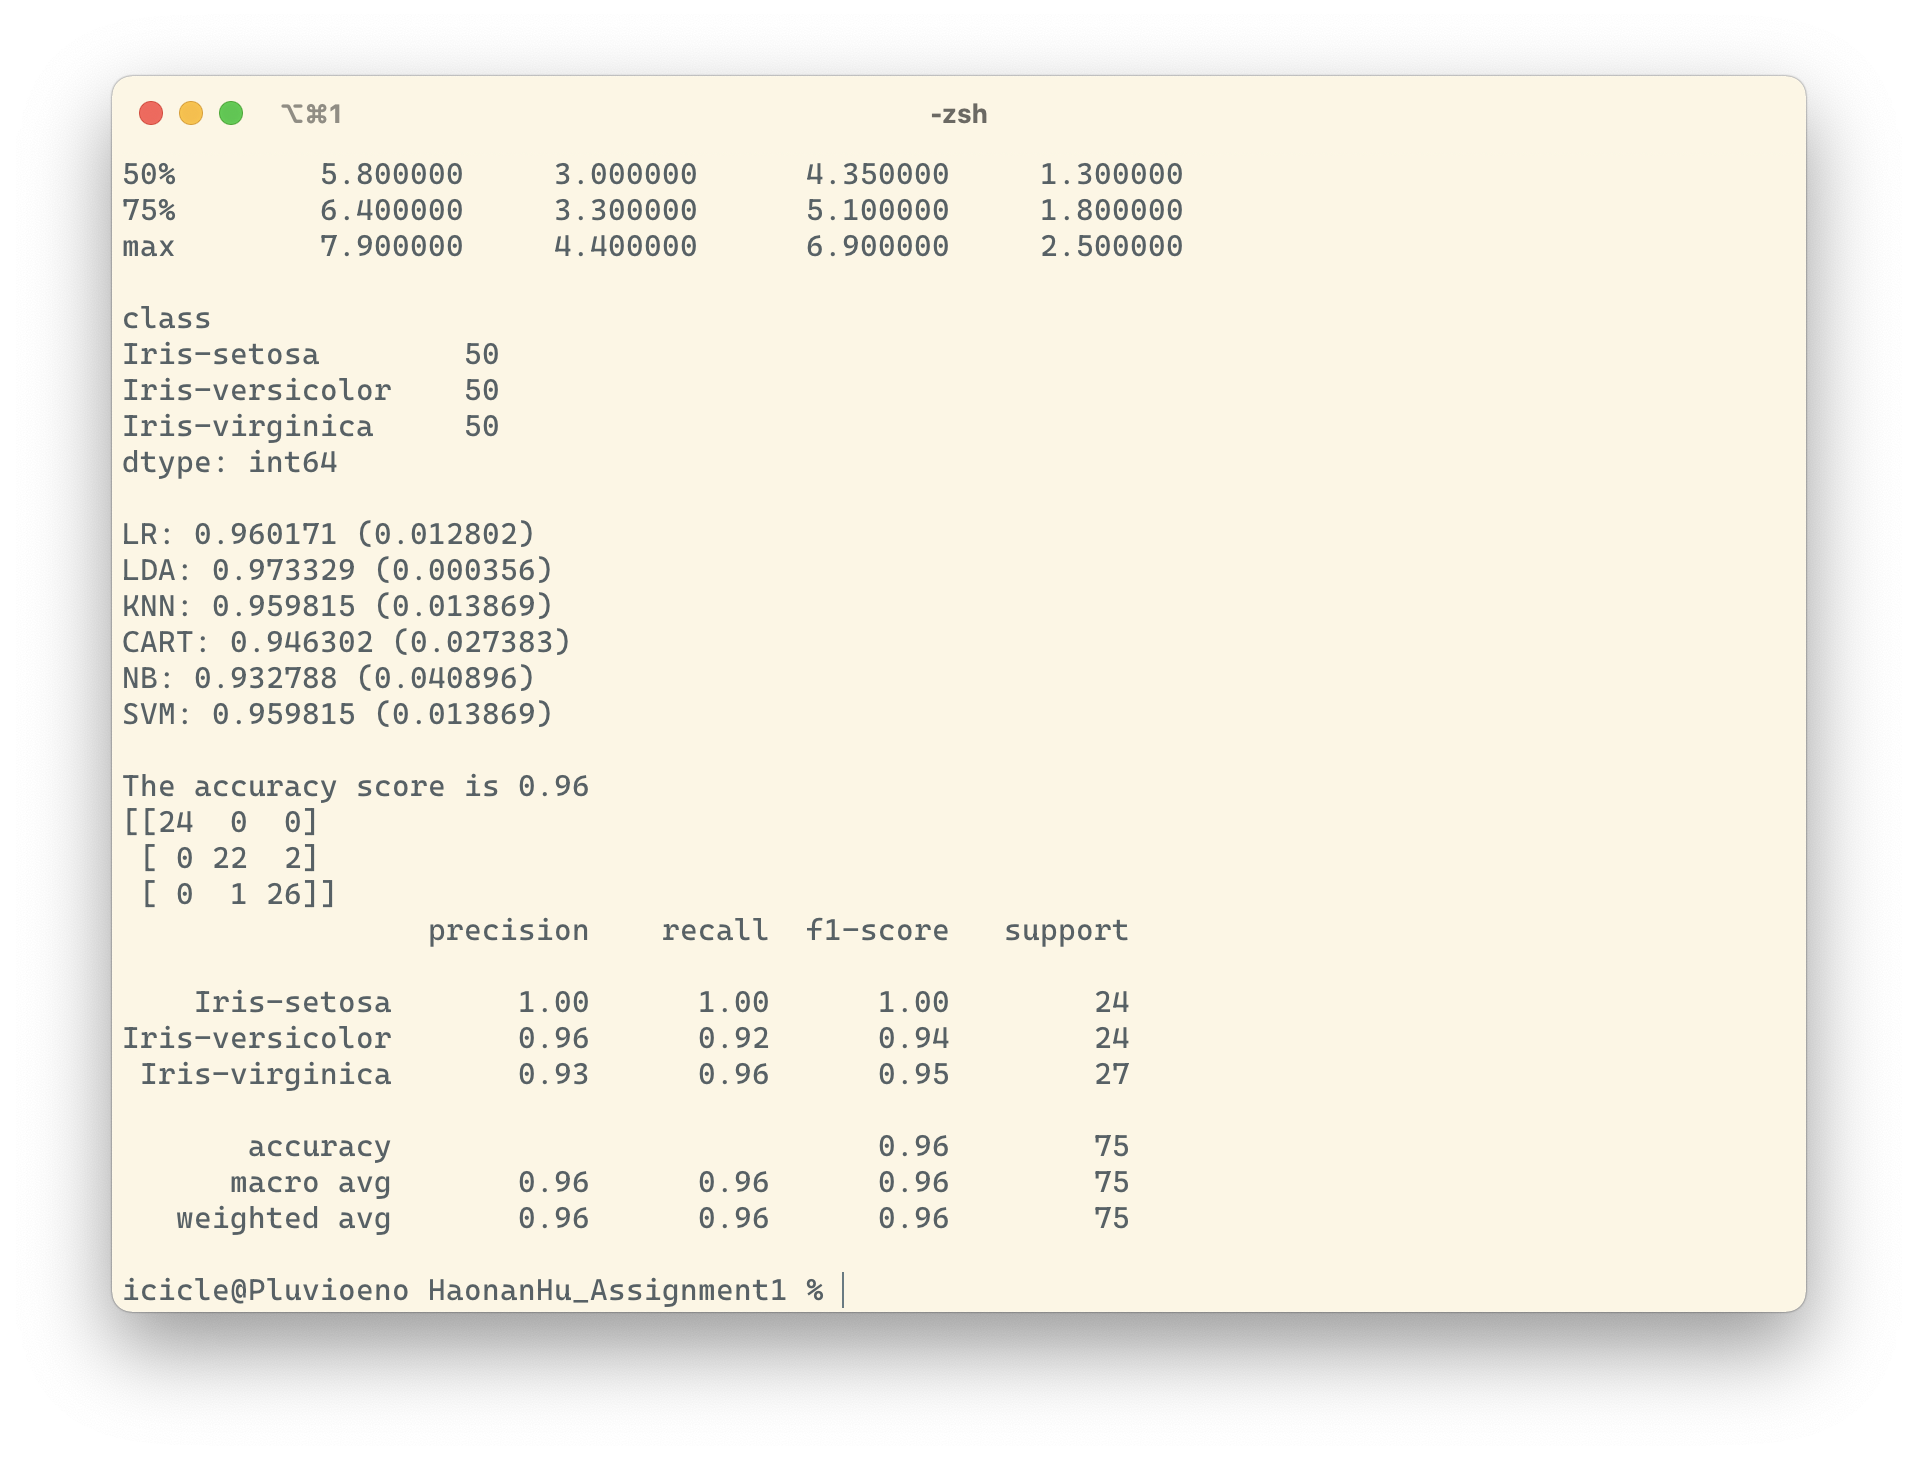 ⌥⌘1 -zsh
50%        5.800000     3.000000      4.350000     1.300000
75%        6.400000     3.300000      5.100000     1.800000
max        7.900000     4.400000      6.900000     2.500000
class
Iris-setosa        50
Iris-versicolor    50
Iris-virginica     50
dtype: int64
LR: 0.960171 (0.012802)
LDA: 0.973329 (0.000356)
KNN: 0.959815 (0.013869)
CART: 0.946302 (0.027383)
NB: 0.932788 (0.040896)
SVM: 0.959815 (0.013869)
The accuracy score is 0.96
[[24  0  0]
 [ 0 22  2]
 [ 0  1 26]]
                 precision    recall  f1-score   support
    Iris-setosa       1.00      1.00      1.00        24
Iris-versicolor       0.96      0.92      0.94        24
 Iris-virginica       0.93      0.96      0.95        27
       accuracy                           0.96        75
      macro avg       0.96      0.96      0.96        75
   weighted avg       0.96      0.96      0.96        75
icicle@Pluvioeno HaonanHu_Assignment1 %